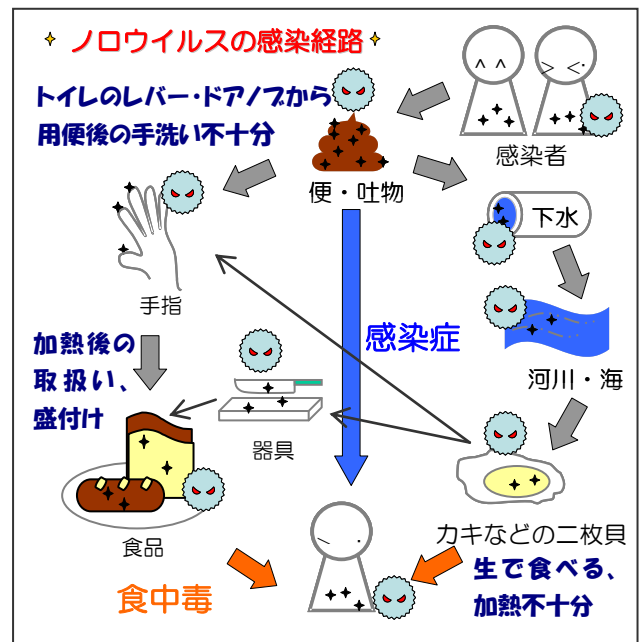 ノロウイルスの感染経路
トイレのレバー・ドアノブから
用便後の手洗い不十分
感染者
便・吐物
下水
手指
感染症
河川・海
加熱後の
取扱い、
盛付け
器具
カキなどの二枚貝
食品
生で食べる、
加熱不十分
食中毒